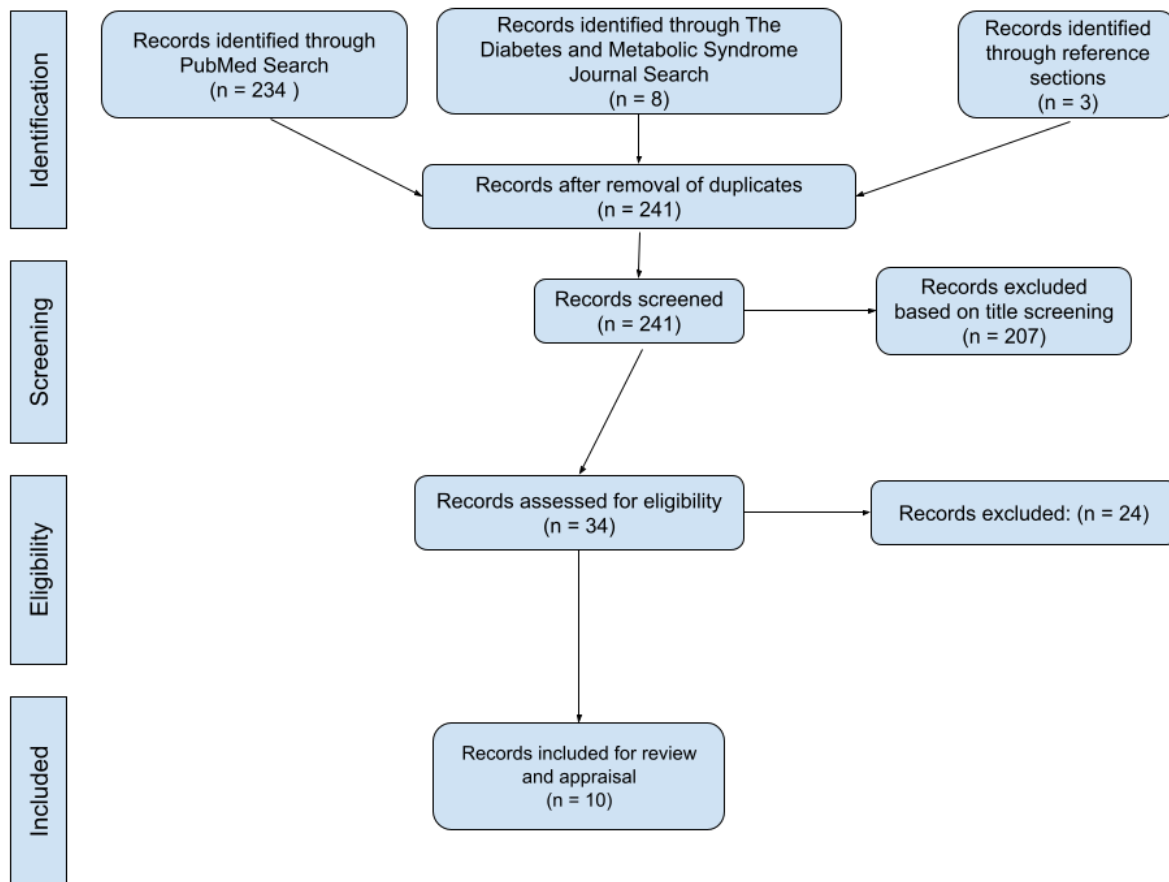 Identification
Records identified through
PubMed Search
(n = 234 )
Records identified through The
Diabetes and Metabolic Syndrome
Journal Search
(n = 8)
Records identified
through reference
sections
(n = 3)
Records after removal of duplicates
(n = 241)
Screening
Records screened
(n = 241)
Records excluded
based on title screening
(n = 207)
Eligibility
Records assessed for eligibility
(n = 34)
Records excluded: (n = 24)
Included
Records included for review
and appraisal
(n = 10)